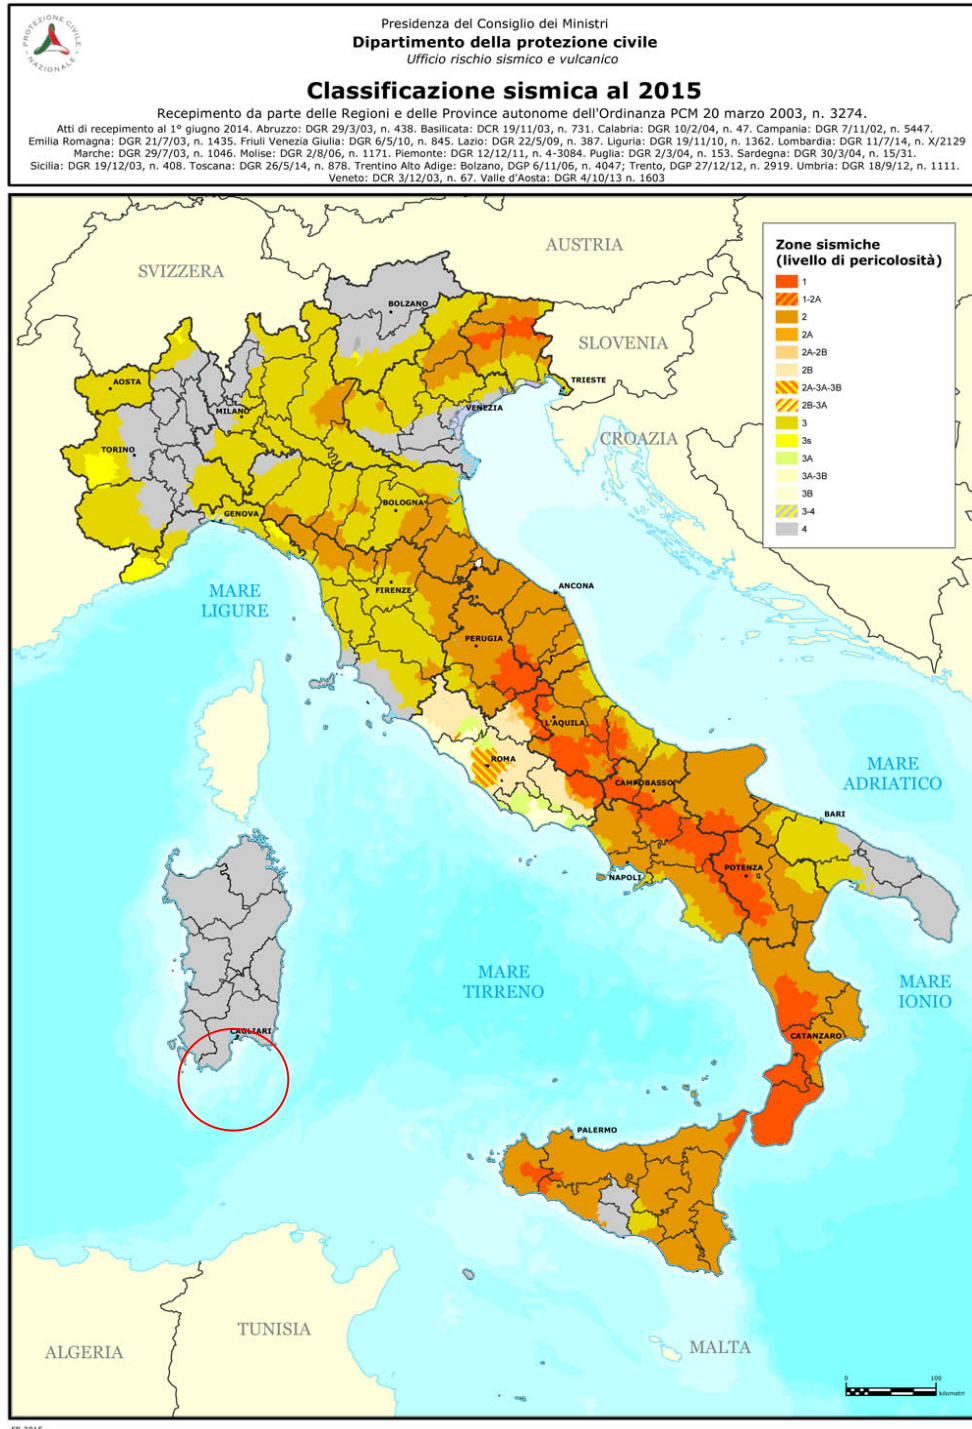 PROTEZIONE CIVILE
NAZIONALE
Presidenza del Consiglio dei Ministri
Dipartimento della protezione civile
Ufficio rischio sismico e vulcanico
Classificazione sismica al 2015
Recepimento da parte delle Regioni e delle Province autonome dell'Ordinanza PCM 20 marzo 2003, n. 3274.
Atti di recepimento al 1° giugno 2014. Abruzzo: DGR 29/3/03, n. 438. Basilicata: DCR 19/11/03, n. 731. Calabria: DGR 10/2/04, n. 47. Campania: DGR 7/11/02, n. 5447.
Emilia Romagna: DGR 21/7/03, n. 1435. Friuli Venezia Giulia: DGR 6/5/10, n. 845. Lazio: DGR 22/5/09, n. 387. Liguria: DGR 19/11/10, n. 1362. Lombardia: DGR 11/7/14, n. X/2129
Marche: DGR 29/7/03, n. 1046. Molise: DGR 2/8/06, n. 1171. Piemonte: DGR 12/12/11, n. 4-3084. Puglia: DGR 2/3/04, n. 153. Sardegna: DGR 30/3/04, n. 15/31.
Sicilia: DGR 19/12/03, n. 408. Toscana: DGR 26/5/14, n. 878. Trentino Alto Adige: Bolzano, DGP 6/11/06, n. 4047; Trento, DGP 27/12/12, n. 2919. Umbria: DGR 18/9/12, n. 1111.
Veneto: DCR 3/12/03, n. 67. Valle d'Aosta: DGR 4/10/13 n. 1603
AUSTRIA
SVIZZERA
Zone sismiche
(livello di pericolosità)
1
1-2A
2
2A
2A-2B
2B
2A-3A-3B
2B-3A
3
3s
3A
3A-3B
3B
3-4
4
BOLZANO
SLOVENIA
AOSTA
TRIESTE
MILANO
VENEZIA
CROAZIA
TORINO
BOLOGNA
GENOVA
ANCONA
FIRENZE
MARE
LIGURE
PERUGIA
L'AQUILA
ROMA
MARE
ADRIATICO
CAMPOBASSO
BARI
POTENZA
NAPOLI
MARE
TIRRENO
MARE
IONIO
CAGLIARI
CATANZARO
PALERMO
TUNISIA
ALGERIA
MALTA
0 100
kilometri